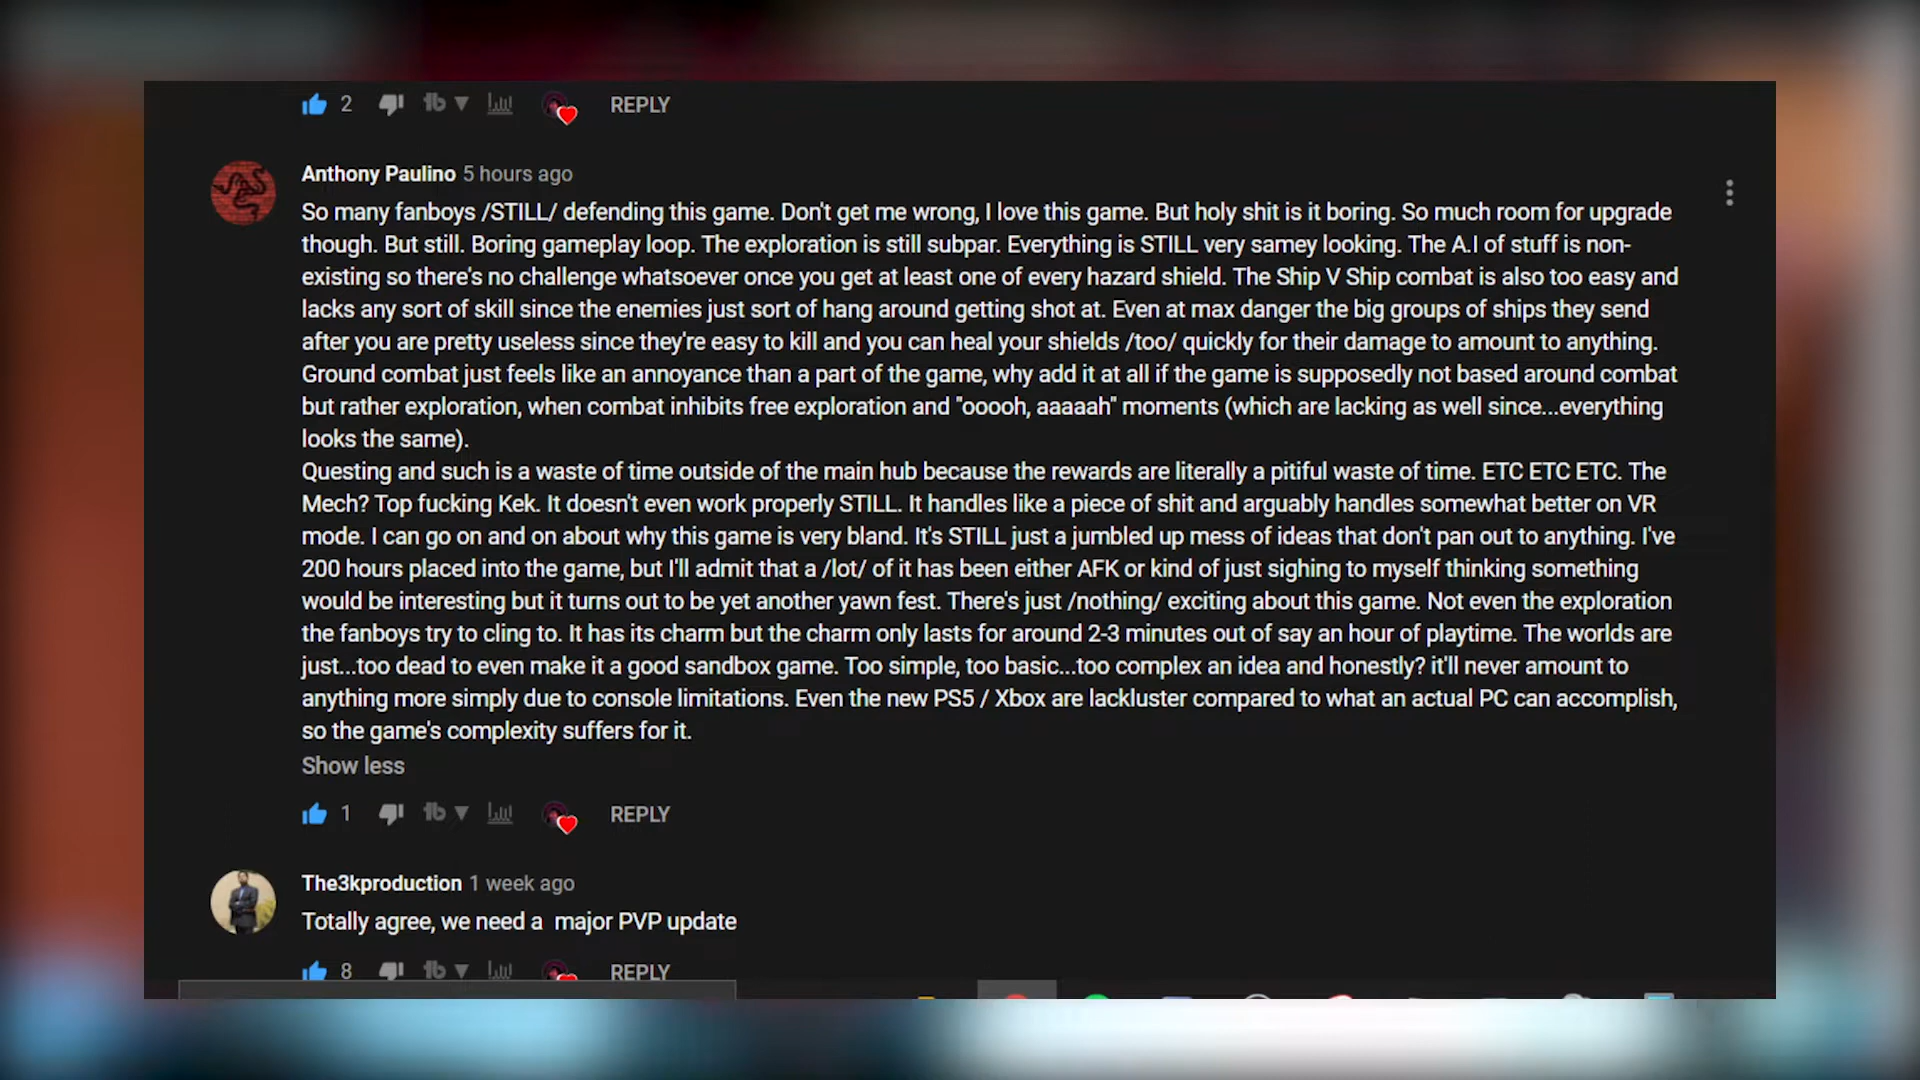 2 REPLY
Anthony Paulino 5 hours ago
So many fanboys /STILL/ defending this game. Don't get me wrong, I love this game. But holy shit is it boring. So much room for upgrade
though. But still. Boring gameplay loop. The exploration is still subpar. Everything is STILL very samey looking. The A.I of stuff is non-
existing so there's no challenge whatsoever once you get at least one of every hazard shield. The Ship V Ship combat is also too easy and
lacks any sort of skill since the enemies just sort of hang around getting shot at. Even at max danger the big groups of ships they send
after you are pretty useless since they're easy to kill and you can heal your shields /too/ quickly for their damage to amount to anything.
Ground combat just feels like an annoyance than a part of the game, why add it at all if the game is supposedly not based around combat
but rather exploration, when combat inhibits free exploration and "ooooh, aaaaah" moments (which are lacking as well since...everything
looks the same).
Questing and such is a waste of time outside of the main hub because the rewards are literally a pitiful waste of time. ETC ETC ETC. The
Mech? Top fucking Kek. It doesn't even work properly STILL. It handles like a piece of shit and arguably handles somewhat better on VR
mode. I can go on and on about why this game is very bland. It's STILL just a jumbled up mess of ideas that don't pan out to anything. I've
200 hours placed into the game, but I'll admit that a /lot/ of it has been either AFK or kind of just sighing to myself thinking something
would be interesting but it turns out to be yet another yawn fest. There's just /nothing/ exciting about this game. Not even the exploration
the fanboys try to cling to. It has its charm but the charm only lasts for around 2-3 minutes out of say an hour of playtime. The worlds are
just...too dead to even make it a good sandbox game. Too simple, too basic...too complex an idea and honestly? it'll never amount to
anything more simply due to console limitations. Even the new PS5 / Xbox are lackluster compared to what an actual PC can accomplish,
so the game's complexity suffers for it.
Show less
1 REPLY
The3kproduction 1 week ago
Totally agree, we need a  major PVP update
8 REPLY